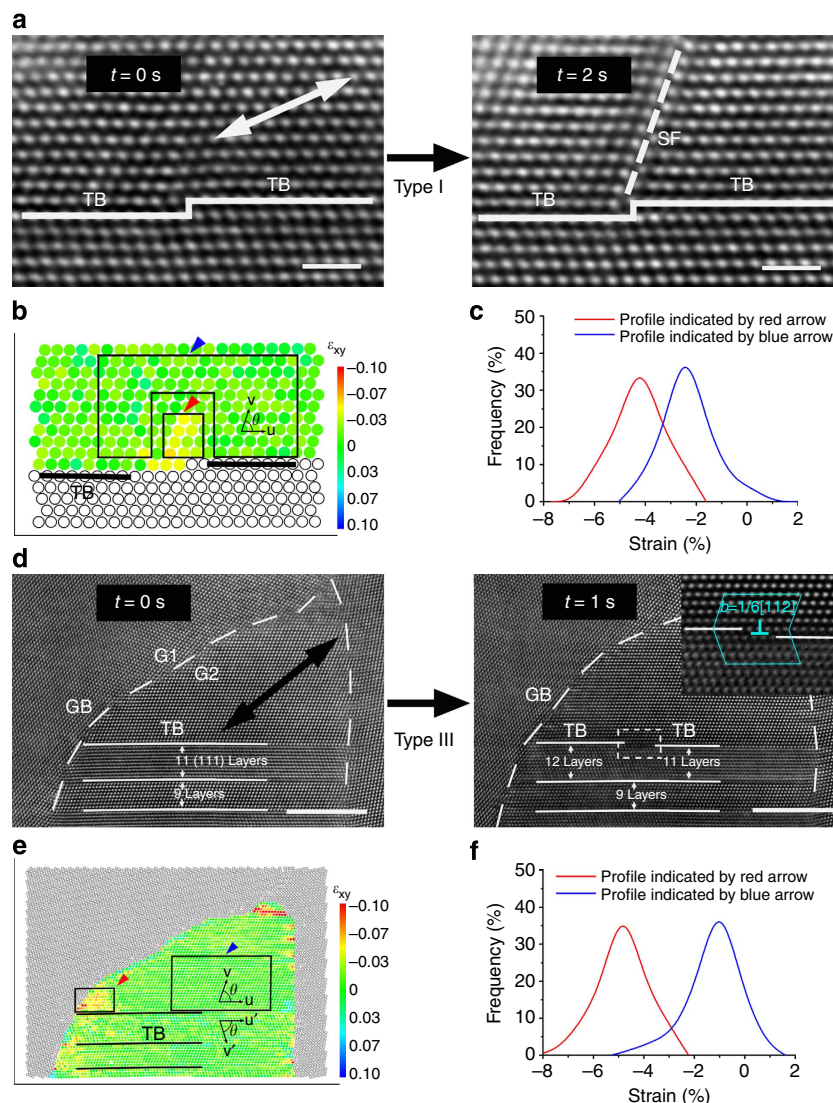 a
t = 0 s
TB
TB
Type I
t = 2 s
SF
TB
TB
b
εxy
–0.10
–0.07
–0.03
0
0.03
0.07
0.10
v
θ
u
TB
c
Profile indicated by red arrow
Profile indicated by blue arrow
Frequency (%)
50
40
30
20
10
0
–8 –6 –4 –2 0 2
Strain (%)
d
t = 0 s
G1
G2
GB
TB
11 (111) Layers
9 Layers
Type III
t = 1 s
b=1/6[112]
GB
TB TB
12 Layers 11 Layers
9 Layers
e
εxy
–0.10
–0.07
–0.03
0
0.03
0.07
0.10
v
θ
u
TB
u'
θ
v'
f
Profile indicated by red arrow
Profile indicated by blue arrow
Frequency (%)
50
40
30
20
10
0
–8 –6 –4 –2 0 2
Strain (%)